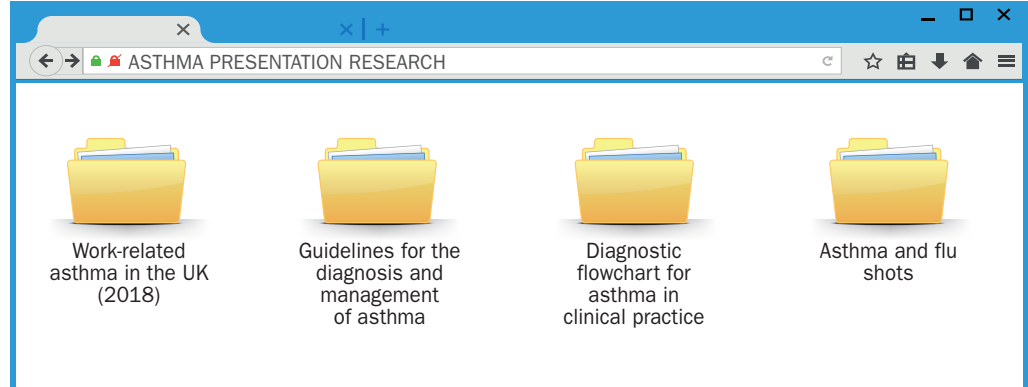 ASTHMA PRESENTATION RESEARCH
Work-related
asthma in the UK
(2018)
Guidelines for the
diagnosis and
management
of asthma
Diagnostic
flowchart for
asthma in
clinical practice
Asthma and flu
shots